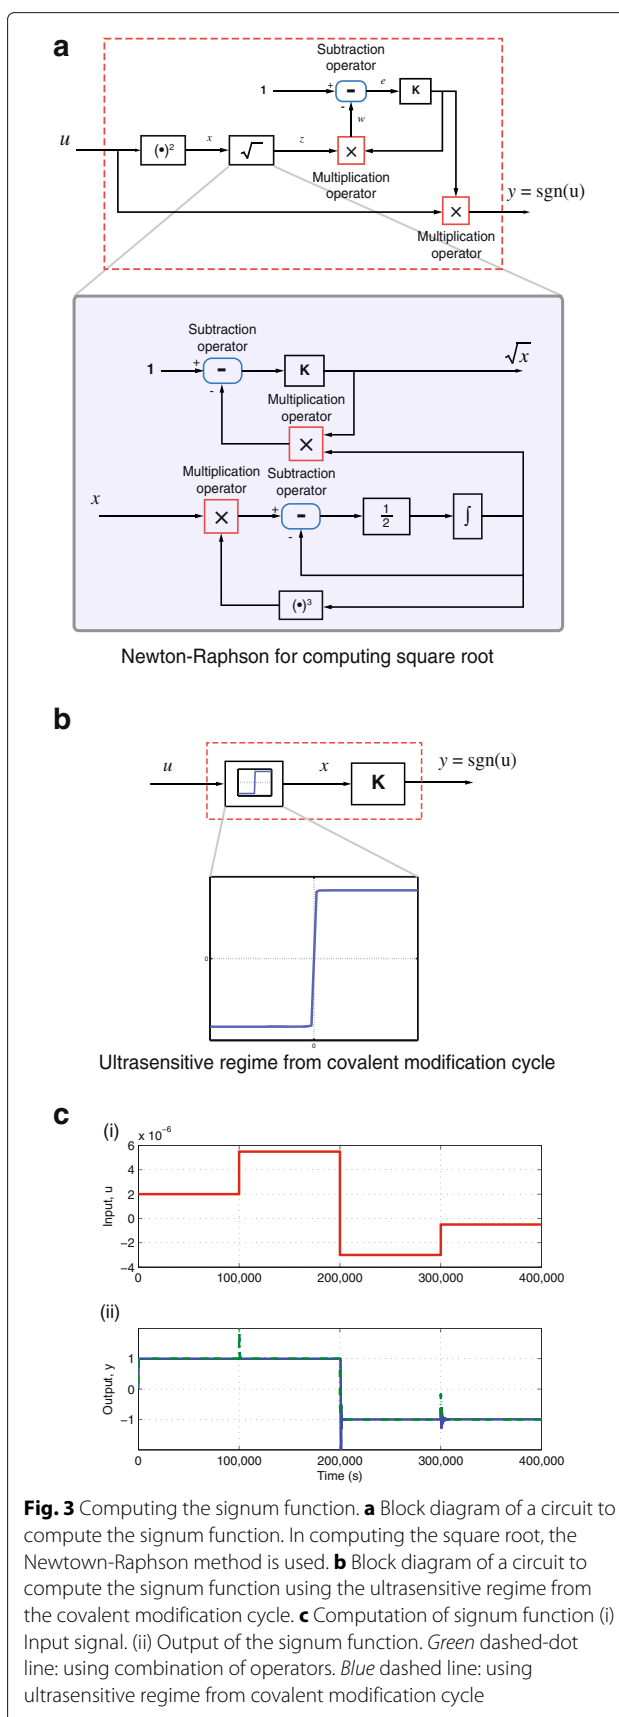 a
Subtraction
operator
1
+
-
-
e
K
w
u
(•)²
x
√
z
×
Multiplication
operator
y = sgn(u)
×
Multiplication
operator
Subtraction
operator
1
+
-
-
K
√x
Multiplication
operator
×
Multiplication
operator
Subtraction
operator
x
×
+
-
-
1/2
∫
(•)³
Newton-Raphson for computing square root
b
u
x
K
y = sgn(u)
0
0
Ultrasensitive regime from covalent modification cycle
c
(i)
x 10⁻⁶
6
4
2
0
−2
−4
Input, u
0 100,000 200,000 300,000 400,000
(ii)
1
0
−1
Output, y
0 100,000 200,000 300,000 400,000
Time (s)
Fig. 3 Computing the signum function. a Block diagram of a circuit to
compute the signum function. In computing the square root, the
Newtown-Raphson method is used. b Block diagram of a circuit to
compute the signum function using the ultrasensitive regime from
the covalent modification cycle. c Computation of signum function (i)
Input signal. (ii) Output of the signum function. Green dashed-dot
line: using combination of operators. Blue dashed line: using
ultrasensitive regime from covalent modification cycle